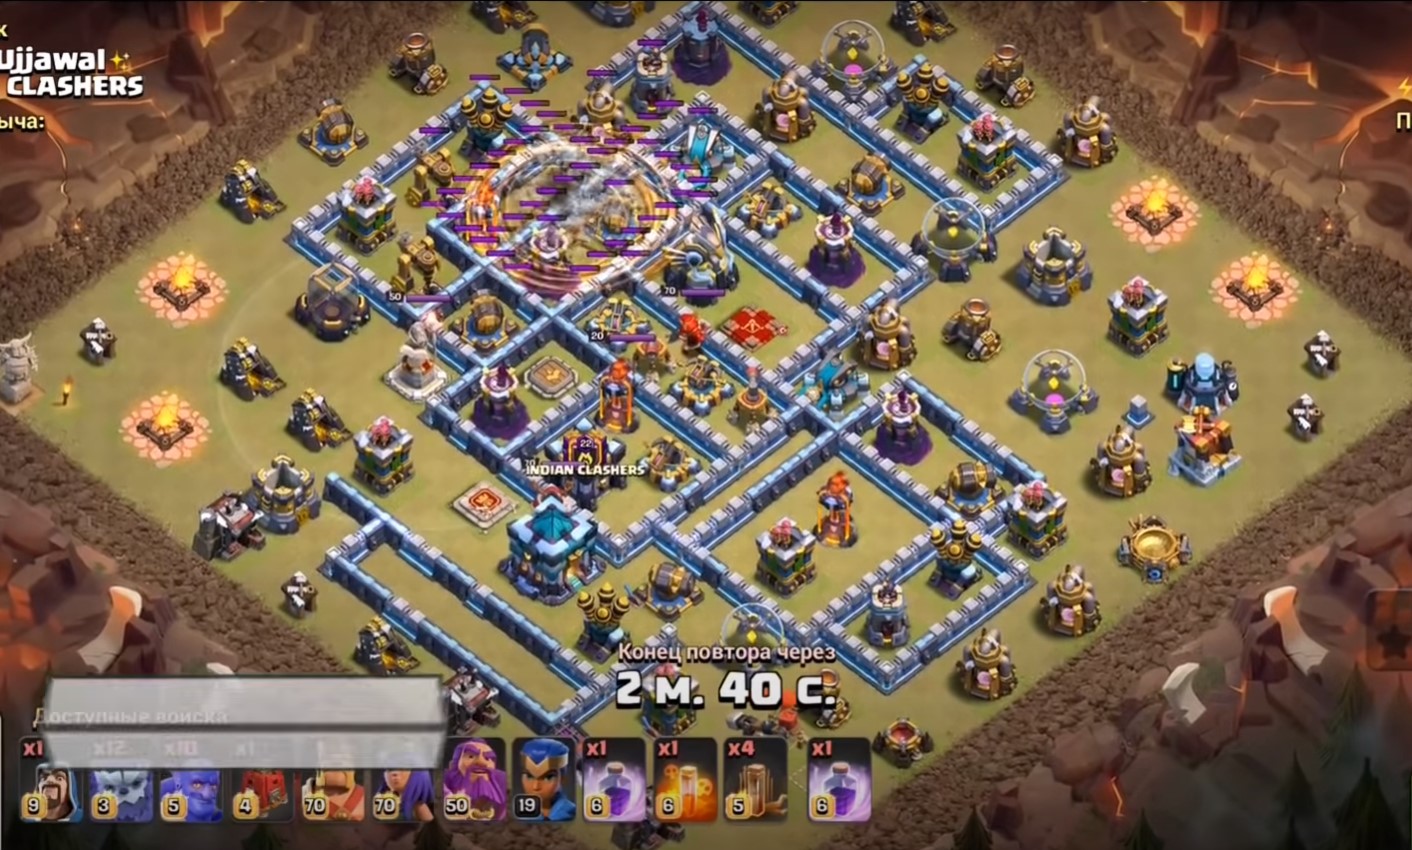 к
Ujjawal
CLASHERS
ыча:
П
50
70
20
22
INDIAN CLASHERS
Конец повтора через
2 м. 40 с.
Доступные войска
x1 x12 x10 x1 x1 x1 x4 x1
9 3 5 4 70 70 50 19 6 6 5 6